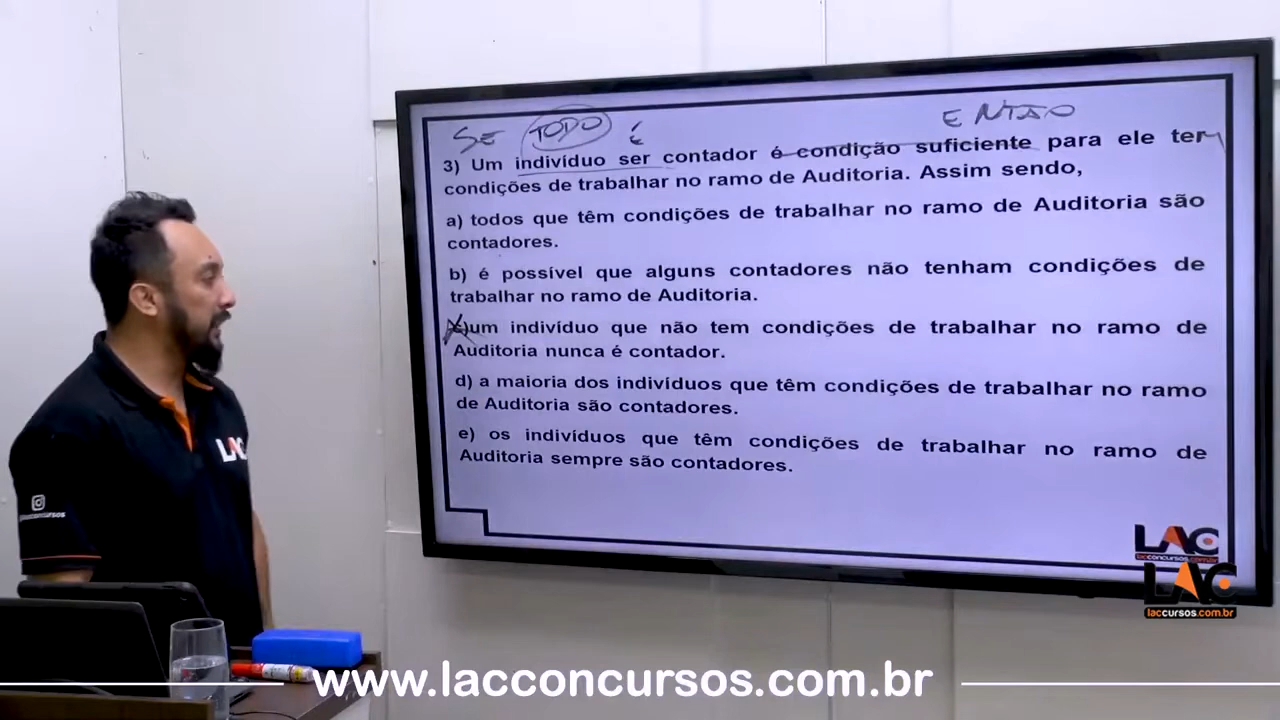 SE TODO É ENTÃO
3) Um indivíduo ser contador é condição suficiente para ele ter
condições de trabalhar no ramo de Auditoria. Assim sendo,
a) todos que têm condições de trabalhar no ramo de Auditoria são
contadores.
b) é possível que alguns contadores não tenham condições de
trabalhar no ramo de Auditoria.
c)um indivíduo que não tem condições de trabalhar no ramo de
Auditoria nunca é contador.
d) a maioria dos indivíduos que têm condições de trabalhar no ramo
de Auditoria são contadores.
e) os indivíduos que têm condições de trabalhar no ramo de
Auditoria sempre são contadores.
LAC
LAC
lacconcursos
LAC
laccursos.com.br
www.lacconcursos.com.br